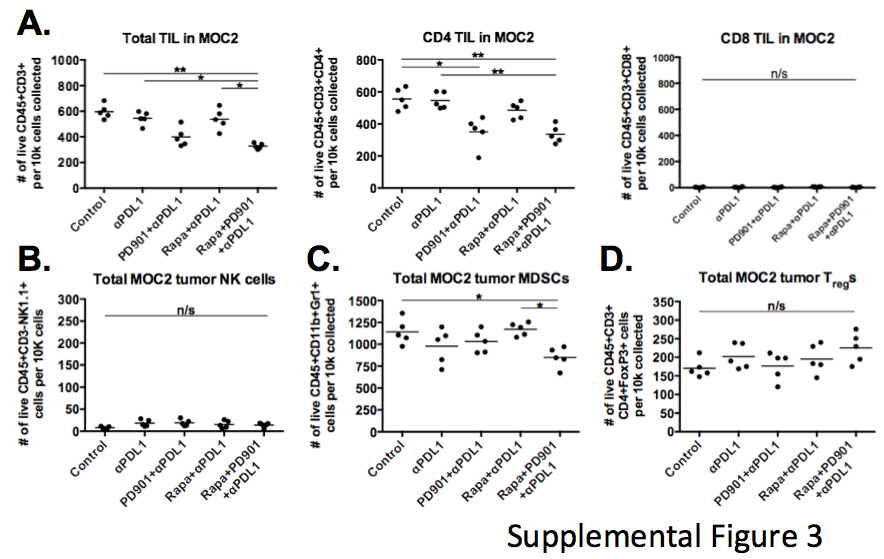 A.
Total TIL in MOC2
# of live CD45+CD3+
per 10k cells collected
1000
800
600
400
200
0
**
*
*
Control
αPDL1
PD901+αPDL1
Rapa+αPDL1
Rapa+PD901
+αPDL1
CD4 TIL in MOC2
# of live CD45+CD3+CD4+
per 10k cells collected
800
600
400
200
0
**
*
**
Control
αPDL1
PD901+αPDL1
Rapa+αPDL1
Rapa+PD901
+αPDL1
CD8 TIL in MOC2
# of live CD45+CD3+CD8+
per 10k cells collected
1000
800
600
400
200
0
n/s
Control
αPDL1
PD901+αPDL1
Rapa+αPDL1
Rapa+PD901
+αPDL1
B.
Total MOC2 tumor NK cells
# of live CD45+CD3-NK1.1+
cells per 10K cells
300
250
200
150
100
50
0
n/s
Control
αPDL1
PD901+αPDL1
Rapa+αPDL1
Rapa+PD901
+αPDL1
C.
Total MOC2 tumor MDSCs
# of live CD45+CD11b+Gr1+
cells per 10k collected
1500
1250
1000
750
500
250
0
*
*
Control
αPDL1
PD901+αPDL1
Rapa+αPDL1
Rapa+PD901
+αPDL1
D.
Total MOC2 tumor Tregs
# of live CD45+CD3+
CD4+FoxP3+ cells
per 10k collected
350
300
250
200
150
100
50
0
n/s
Control
αPDL1
PD901+αPDL1
Rapa+αPDL1
Rapa+PD901
+αPDL1
Supplemental Figure 3